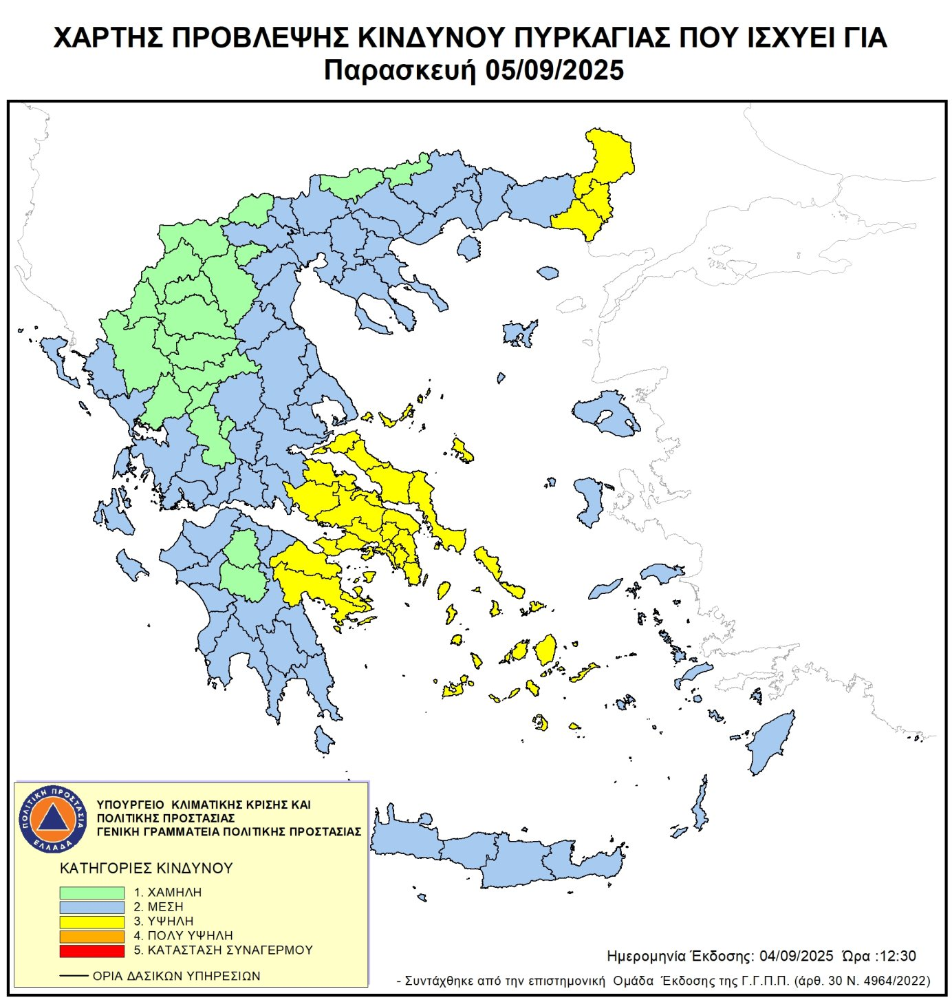 ΧΑΡΤΗΣ ΠΡΟΒΛΕΨΗΣ ΚΙΝΔΥΝΟΥ ΠΥΡΚΑΓΙΑΣ ΠΟΥ ΙΣΧΥΕΙ ΓΙΑ
Παρασκευή 05/09/2025
ΠΟΛΙΤΙΚΗ ΠΡΟΣΤΑΣΙΑ
ΕΛΛΑΔΑ
ΥΠΟΥΡΓΕΙΟ ΚΛΙΜΑΤΙΚΗΣ ΚΡΙΣΗΣ ΚΑΙ
ΠΟΛΙΤΙΚΗΣ ΠΡΟΣΤΑΣΙΑΣ
ΓΕΝΙΚΗ ΓΡΑΜΜΑΤΕΙΑ ΠΟΛΙΤΙΚΗΣ ΠΡΟΣΤΑΣΙΑΣ
ΚΑΤΗΓΟΡΙΕΣ ΚΙΝΔΥΝΟΥ
1. ΧΑΜΗΛΗ
2. ΜΕΣΗ
3. ΥΨΗΛΗ
4. ΠΟΛΥ ΥΨΗΛΗ
5. ΚΑΤΑΣΤΑΣΗ ΣΥΝΑΓΕΡΜΟΥ
ΟΡΙΑ ΔΑΣΙΚΩΝ ΥΠΗΡΕΣΙΩΝ
Ημερομηνία Έκδοσης: 04/09/2025 Ώρα :12:30
- Συντάχθηκε από την επιστημονική Ομάδα Έκδοσης της Γ.Γ.Π.Π. (άρθ. 30 Ν. 4964/2022)